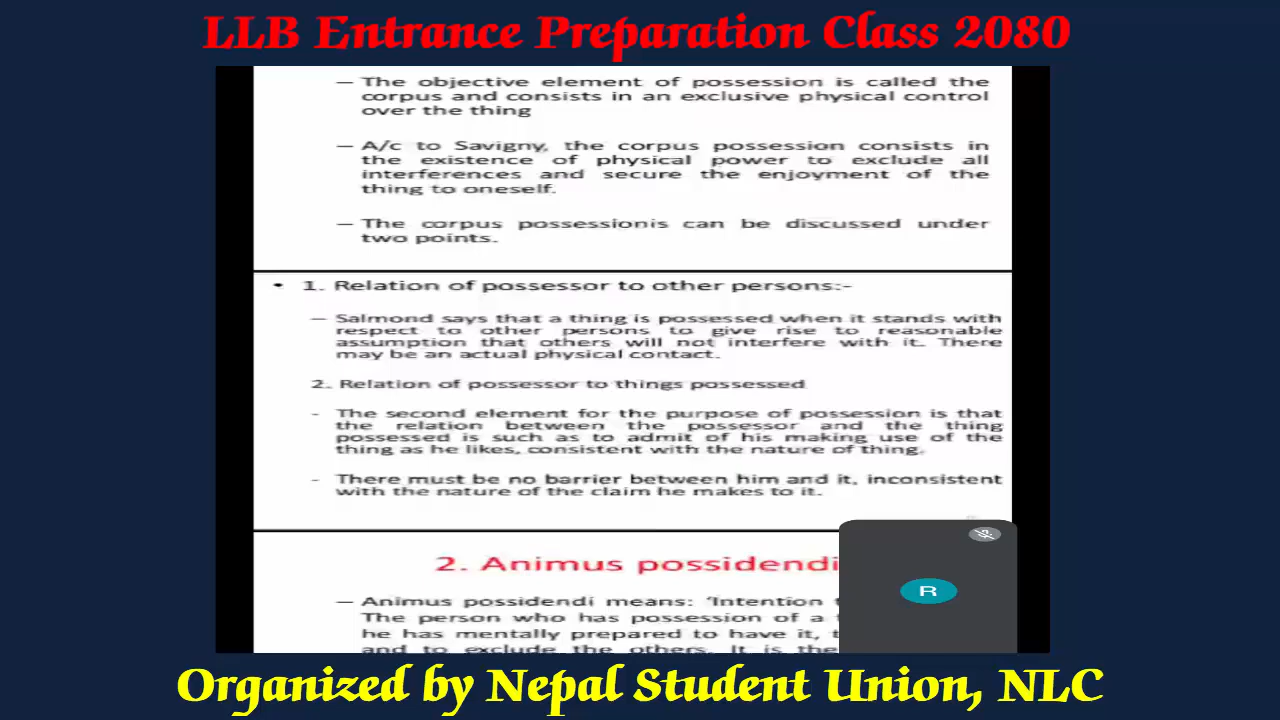 LLB Entrance Preparation Class 2080
– The objective element of possession is called the
corpus and consists in an exclusive physical control
over the thing
– A/c to Savigny, the corpus possession consists in
the existence of physical power to exclude all
interferences and secure the enjoyment of the
thing to oneself.
– The corpus possessionis can be discussed under
two points.
• 1. Relation of possessor to other persons:-
– Salmond says that a thing is possessed when it stands with
respect to other persons to give rise to reasonable
assumption that others will not interfere with it. There
may be an actual physical contact.
2. Relation of possessor to things possessed
- The second element for the purpose of possession is that
the relation between the possessor and the thing
possessed is such as to admit of his making use of the
thing as he likes, consistent with the nature of thing.
- There must be no barrier between him and it, inconsistent
with the nature of the claim he makes to it.
2. Animus possidendi
– Animus possidendi means: 'Intention
The person who has possession of a
he has mentally prepared to have it,
and to exclude the others. It is the
R
Organized by Nepal Student Union, NLC